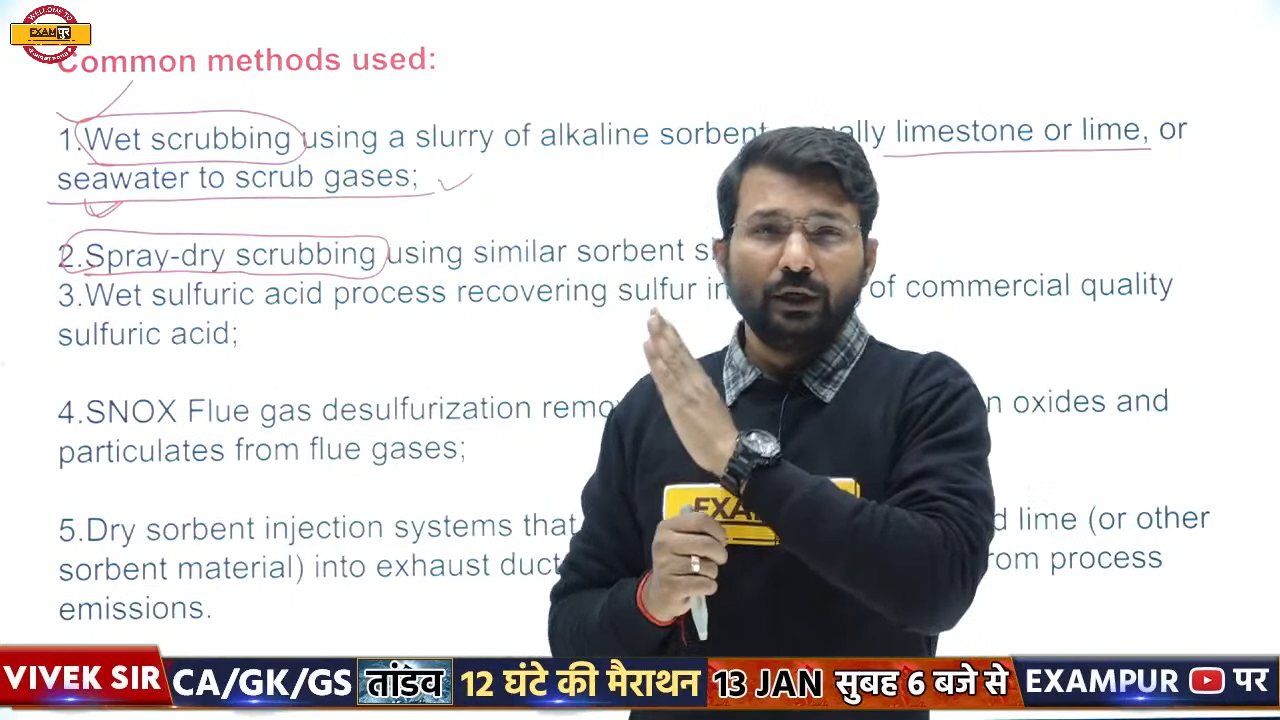 WELCOME TO
EXAM पुर
Common methods used:
1.Wet scrubbing using a slurry of alkaline sorbent, limestone or lime, or
seawater to scrub gases;
2.Spray-dry scrubbing using similar sorbent
3.Wet sulfuric acid process recovering sulfur in of commercial quality
sulfuric acid;
4.SNOX Flue gas desulfurization oxides and
particulates from flue gases;
5.Dry sorbent injection systems that lime (or other
sorbent material) into exhaust process
emissions.
VIVEK SIR CA/GK/GS तांडव 12 घंटे की मैराथन 13 JAN सुबह 6 बजे से EXAMPUR पर